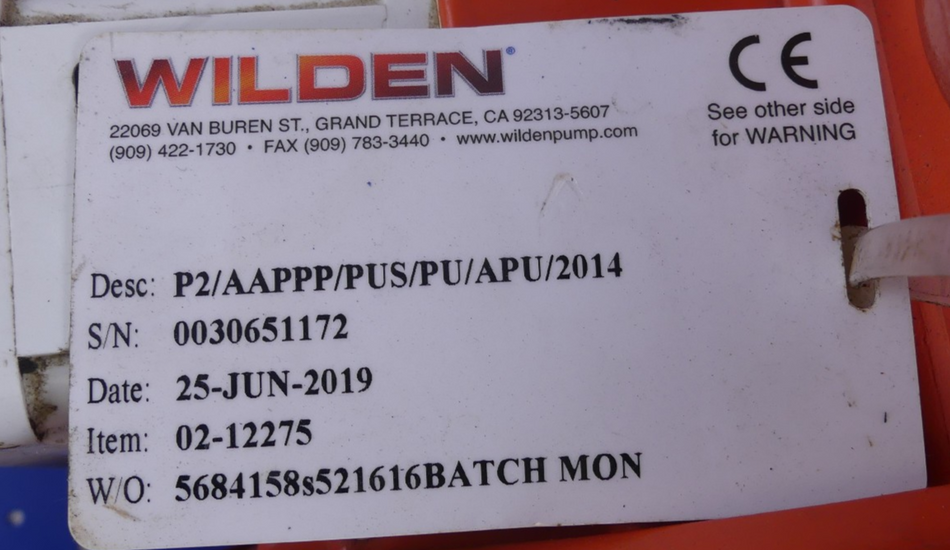 WILDEN®
22069 VAN BUREN ST., GRAND TERRACE, CA 92313-5607
(909) 422-1730 • FAX (909) 783-3440 • www.wildenpump.com
CE
See other side
for WARNING
Desc: P2/AAPPP/PUS/PU/APU/2014
S/N: 0030651172
Date: 25-JUN-2019
Item: 02-12275
W/O: 5684158s521616BATCH MON